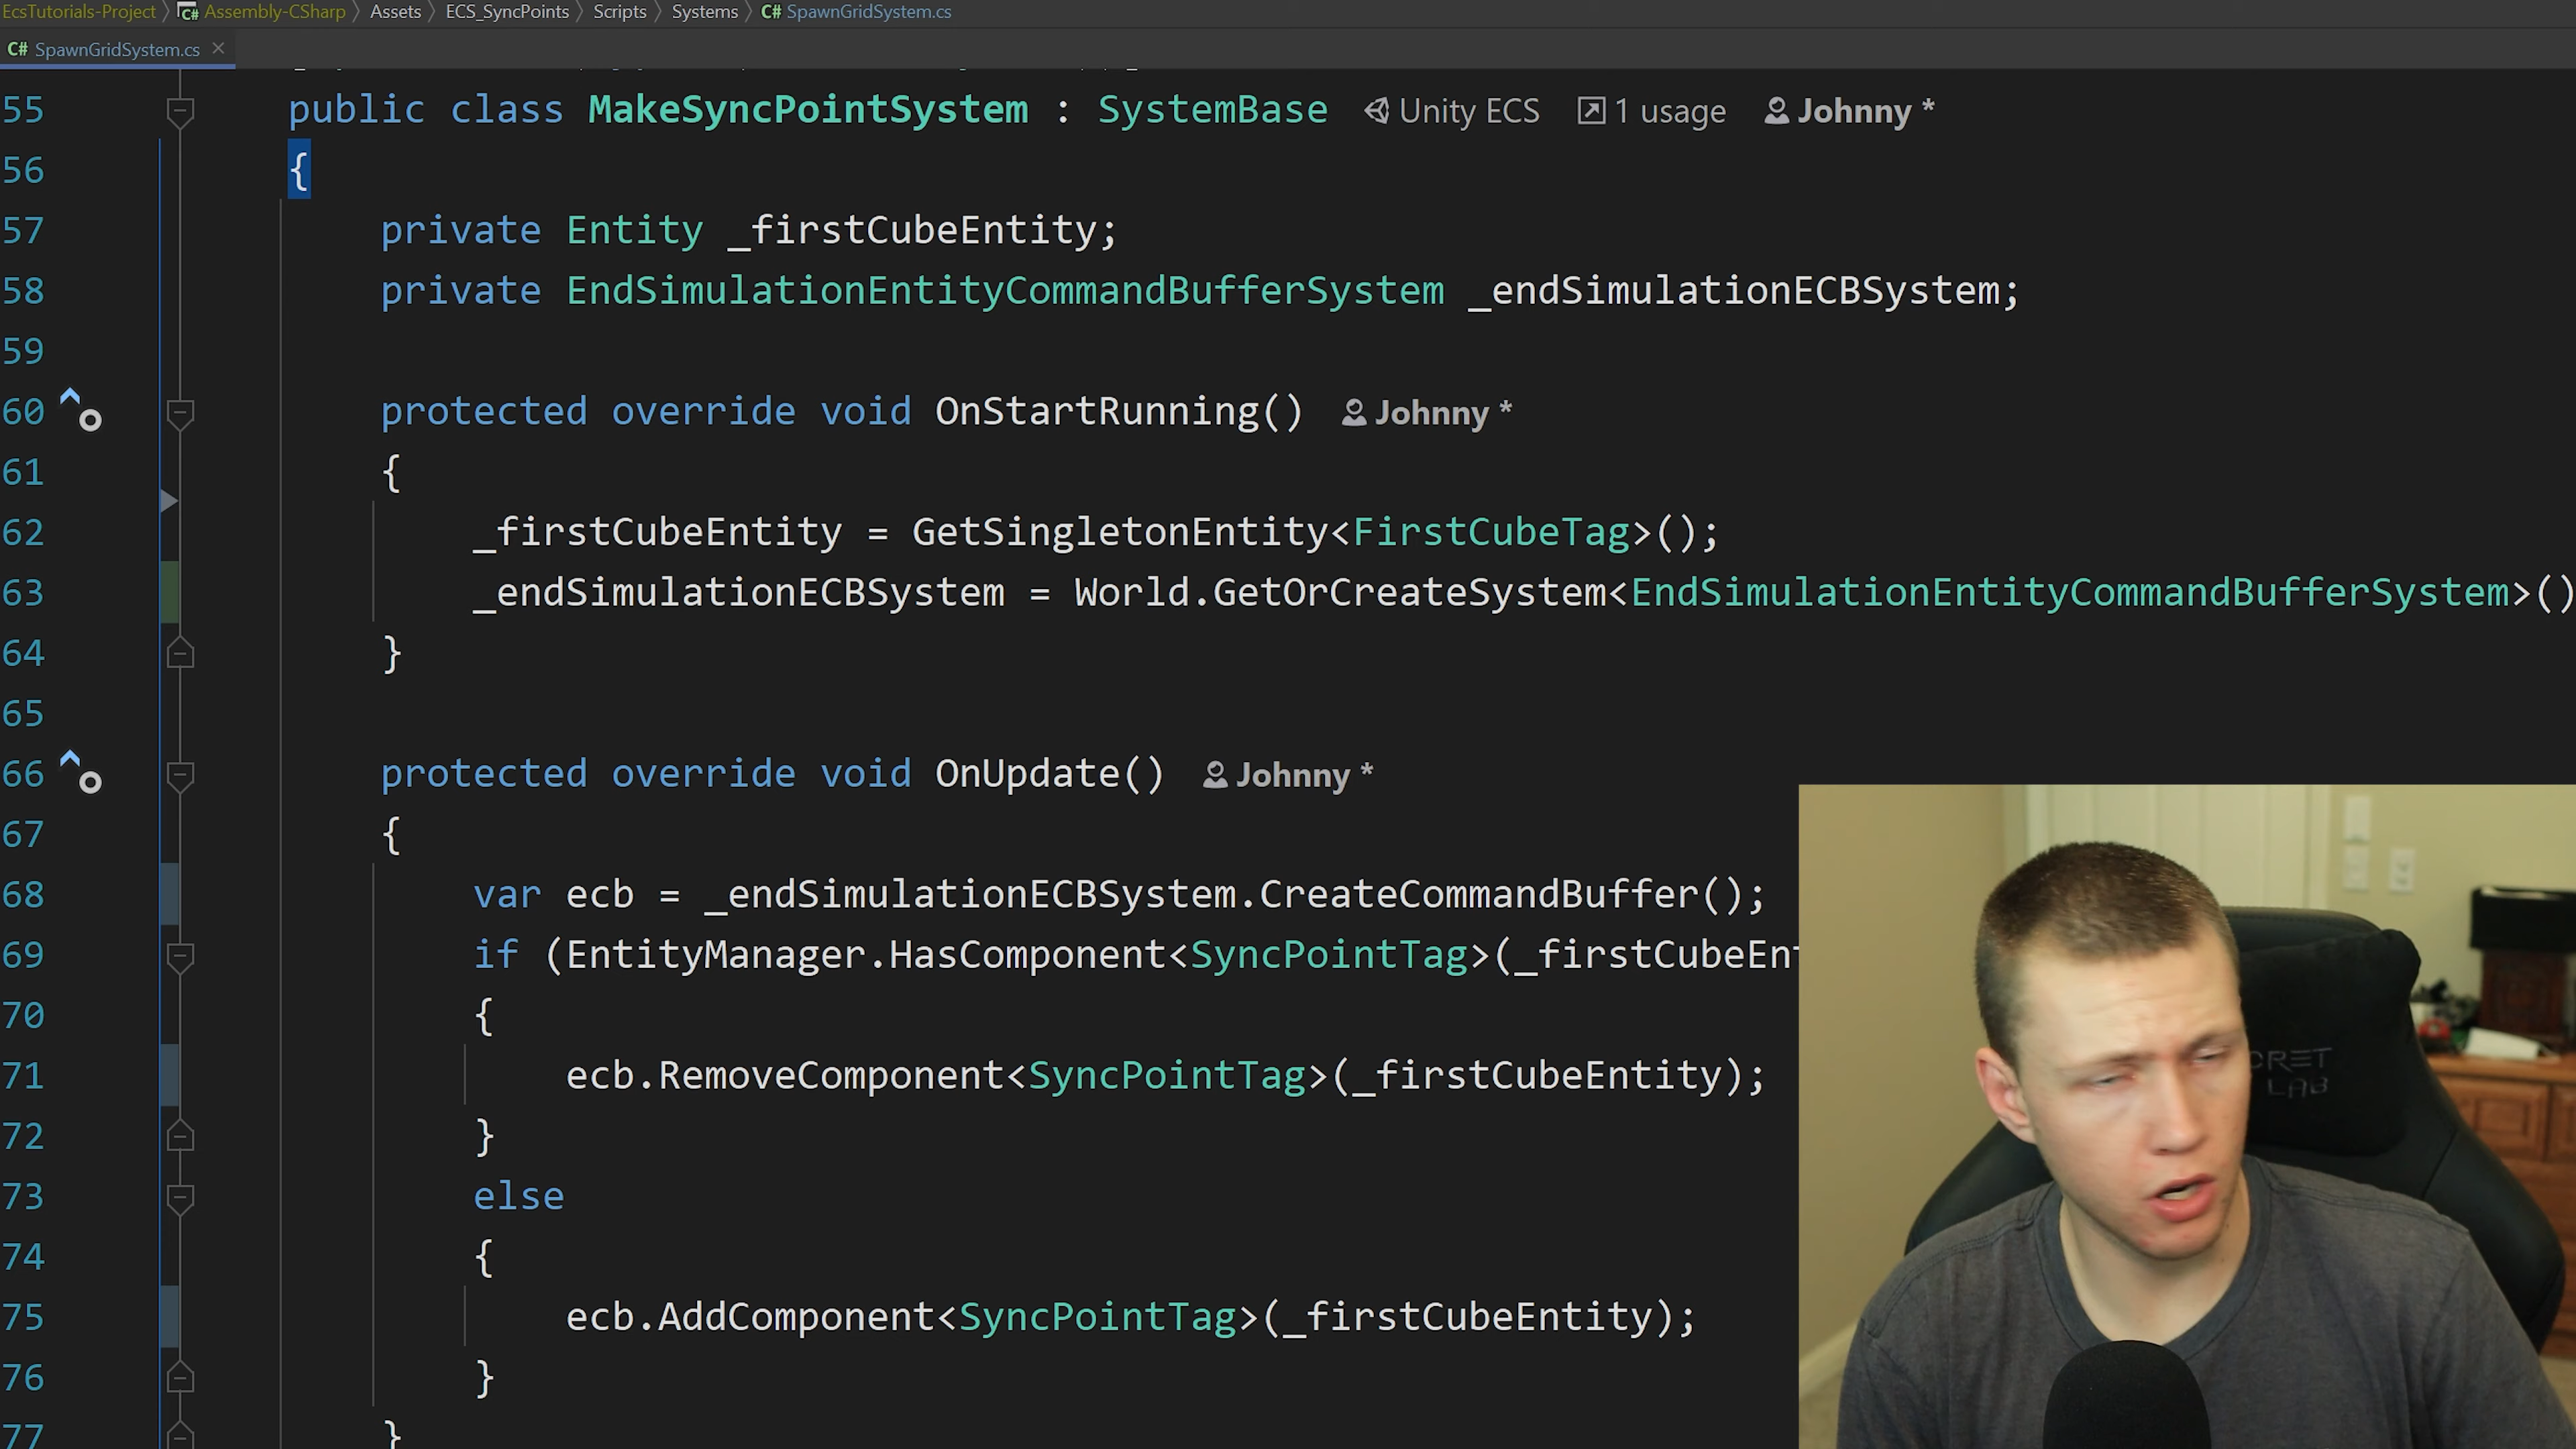 EcsTutorials-Project > C# Assembly-CSharp > Assets > ECS_SyncPoints > Scripts > Systems > C# SpawnGridSystem.cs
C# SpawnGridSystem.cs ×
55 public class MakeSyncPointSystem : SystemBase Unity ECS 1 usage Johnny *
56 {
57 private Entity _firstCubeEntity;
58 private EndSimulationEntityCommandBufferSystem _endSimulationECBSystem;
59
60 protected override void OnStartRunning() Johnny *
61 {
62 _firstCubeEntity = GetSingletonEntity<FirstCubeTag>();
63 _endSimulationECBSystem = World.GetOrCreateSystem<EndSimulationEntityCommandBufferSystem>()
64 }
65
66 protected override void OnUpdate() Johnny *
67 {
68 var ecb = _endSimulationECBSystem.CreateCommandBuffer();
69 if (EntityManager.HasComponent<SyncPointTag>(_firstCubeEnt
70 {
71 ecb.RemoveComponent<SyncPointTag>(_firstCubeEntity);
72 }
73 else
74 {
75 ecb.AddComponent<SyncPointTag>(_firstCubeEntity);
76 }
77 }
CRET
LAB